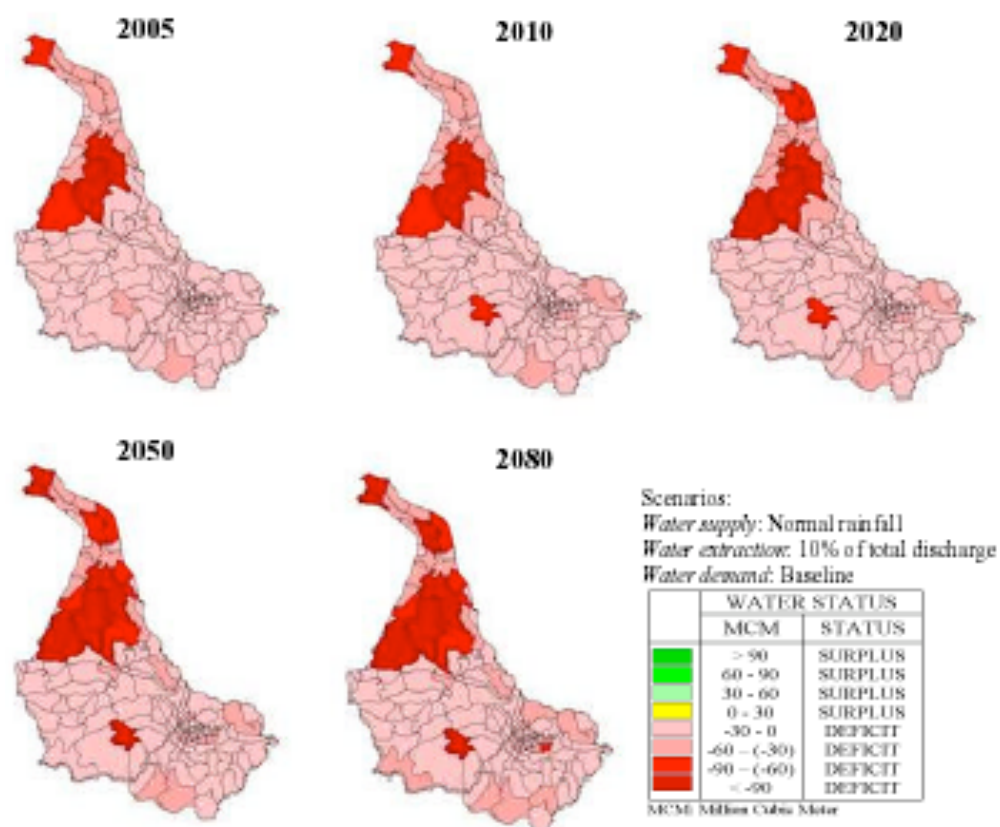 2005
2010
2020
2050
2080
Scenarios:
Water supply: Normal rainfall
Water extraction: 10% of total discharge
Water demand: Baseline
WATER STATUS
MCM STATUS
> 90 SURPLUS
60 - 90 SURPLUS
30 - 60 SURPLUS
0 - 30 SURPLUS
-30 - 0 DEFICIT
-60 – (-30) DEFICIT
-90 – (-60) DEFICIT
< -90 DEFICIT
MCM: Million Cubic Meter